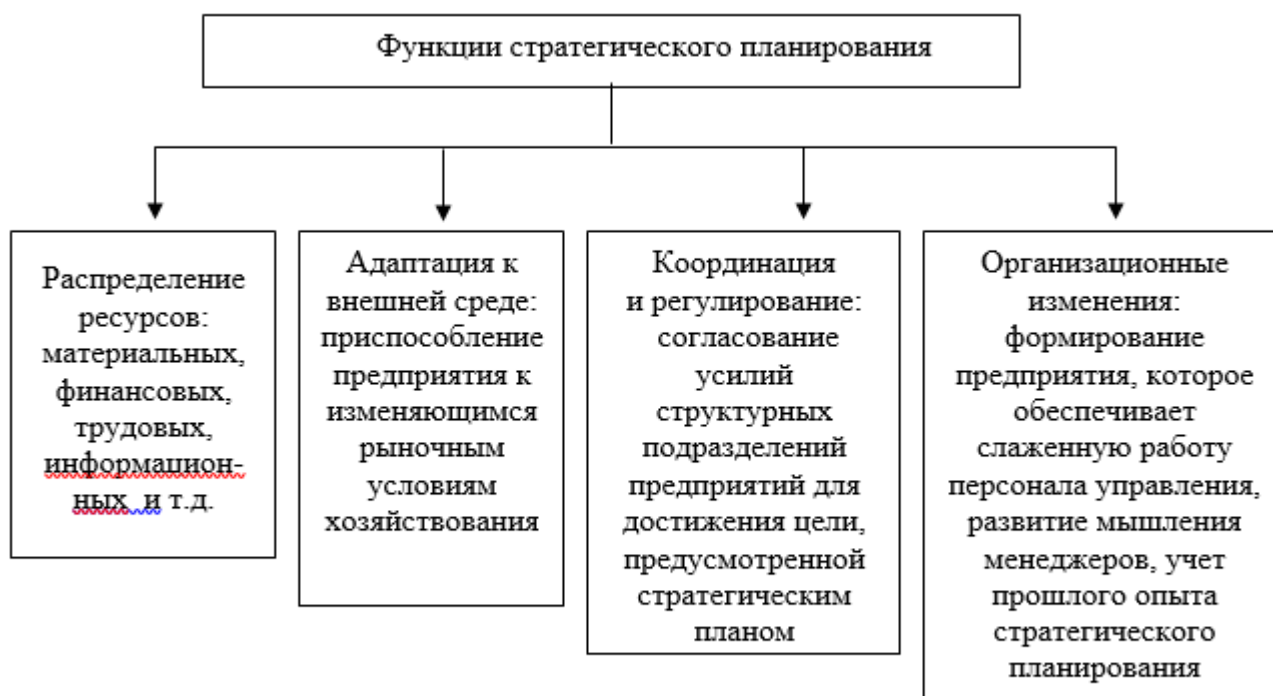 Функции стратегического планирования
Распределение
ресурсов:
материальных,
финансовых,
трудовых,
информацион-
ных и т.д.
Адаптация к
внешней среде:
приспособление
предприятия к
изменяющимся
рыночным
условиям
хозяйствования
Координация
и регулирование:
согласование
усилий
структурных
подразделений
предприятий для
достижения цели,
предусмотренной
стратегическим
планом
Организационные
изменения:
формирование
предприятия, которое
обеспечивает
слаженную работу
персонала управления,
развитие мышления
менеджеров, учет
прошлого опыта
стратегического
планирования